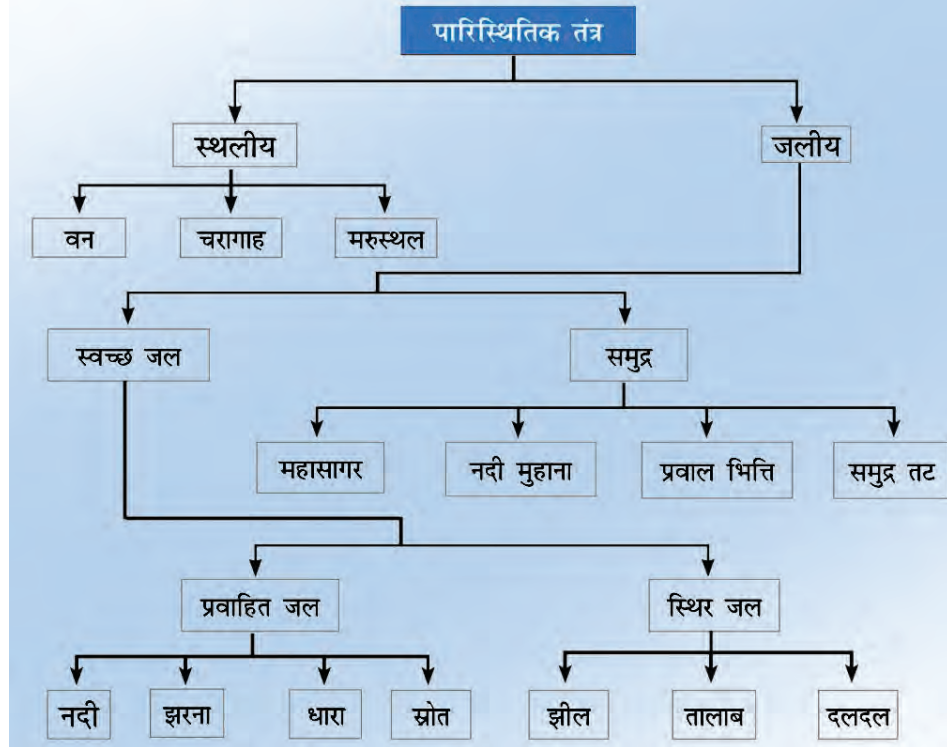 पारिस्थितिक तंत्र
स्थलीय
जलीय
वन
चरागाह
मरुस्थल
स्वच्छ जल
समुद्र
महासागर
नदी मुहाना
प्रवाल भित्ति
समुद्र तट
प्रवाहित जल
स्थिर जल
नदी
झरना
धारा
स्रोत
झील
तालाब
दलदल